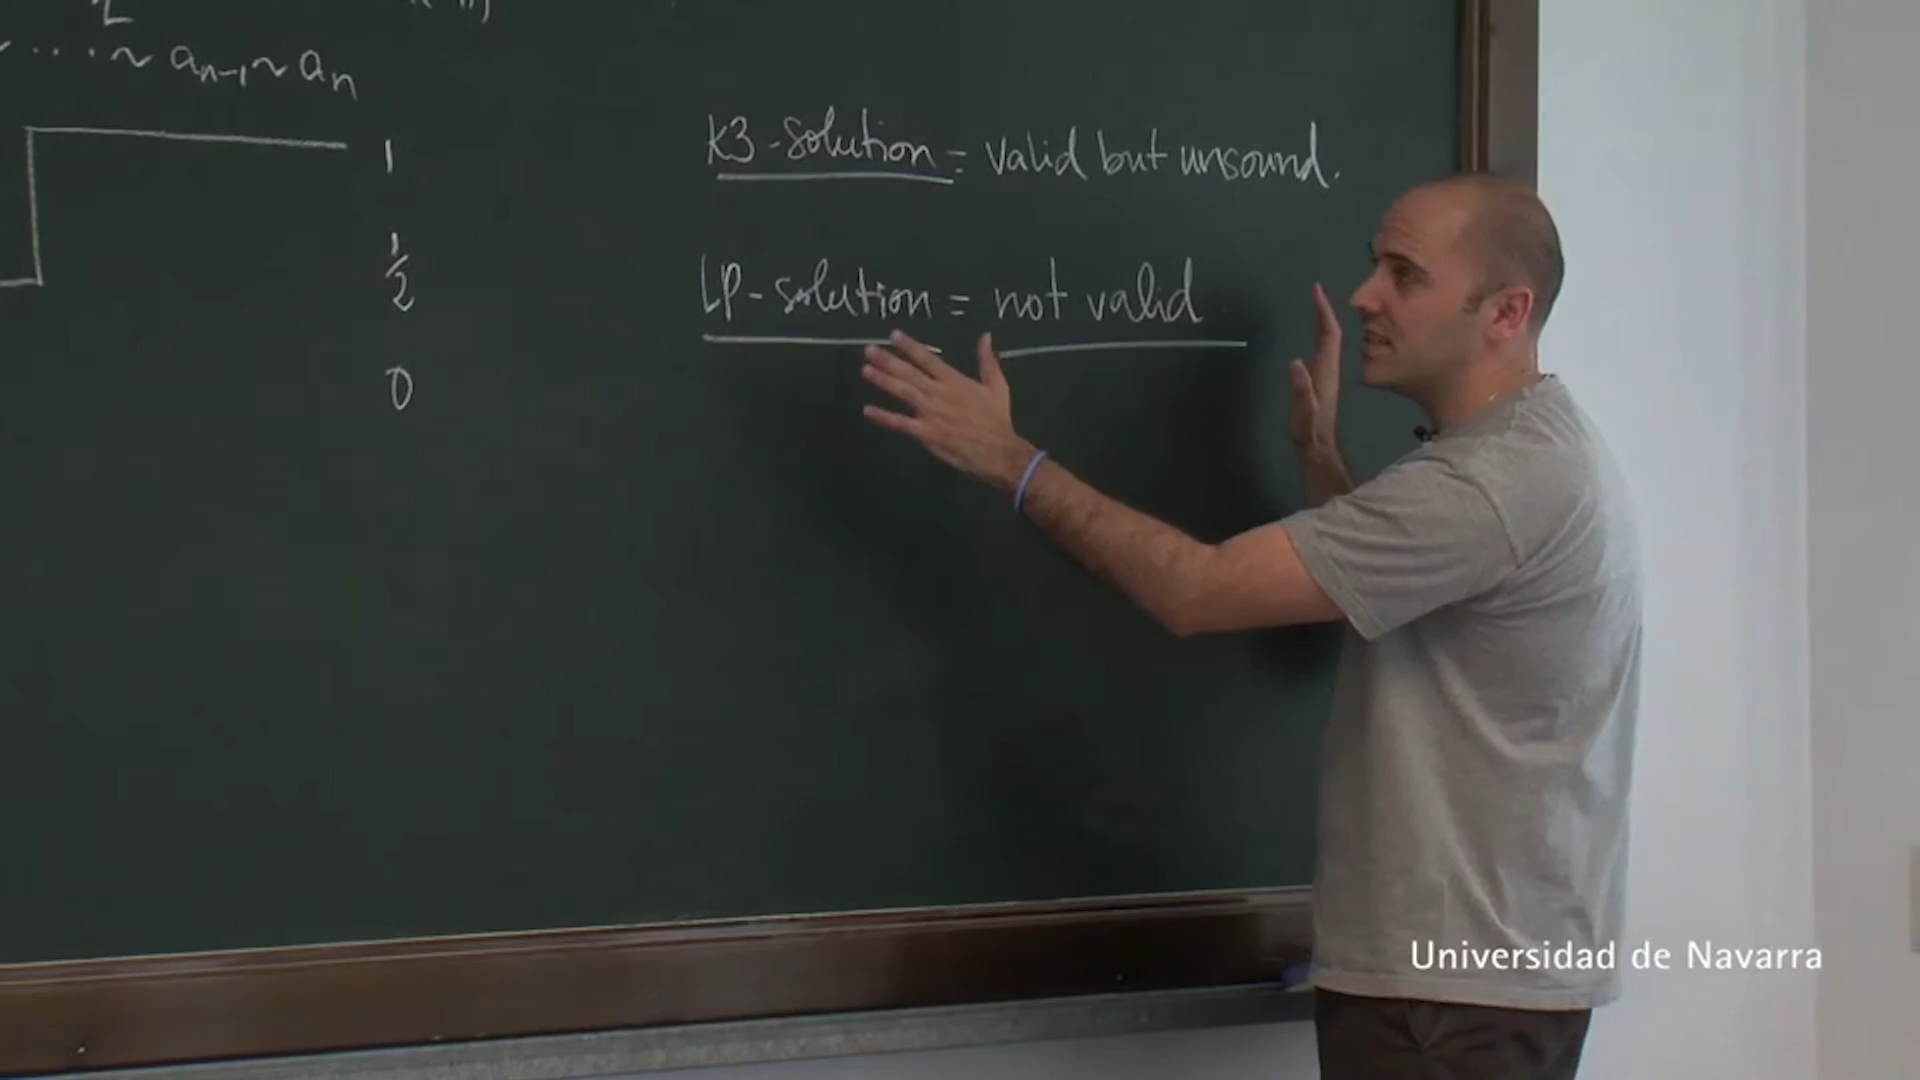 ... ~ an-1 ~ an
1
1/2
0
K3-solution = valid but unsound.
LP-solution = not valid
Universidad de Navarra